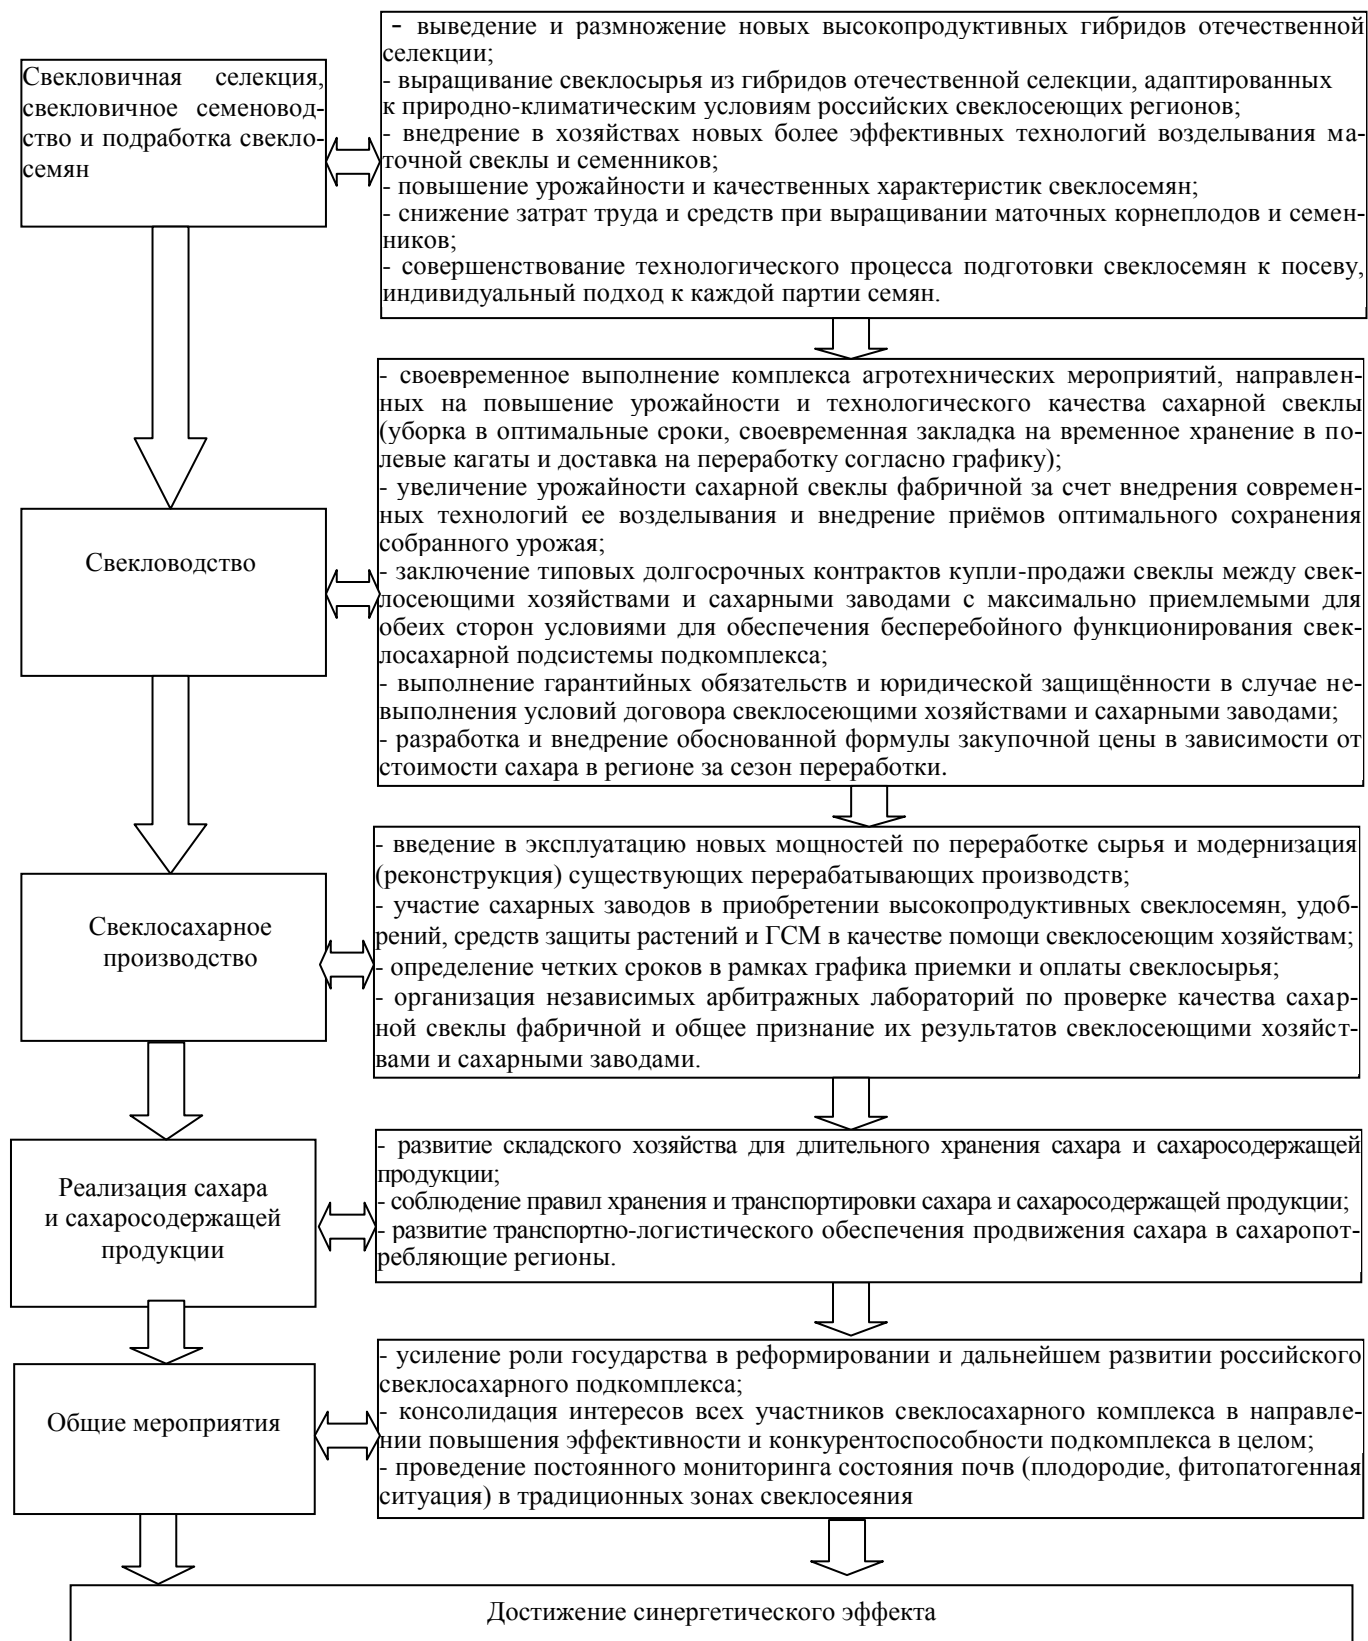 Свекловичная селекция,
свекловичное семеновод-
ство и подработка свекло-
семян
- выведение и размножение новых высокопродуктивных гибридов отечественной
селекции;
- выращивание свеклосырья из гибридов отечественной селекции, адаптированных
к природно-климатическим условиям российских свеклосеющих регионов;
- внедрение в хозяйствах новых более эффективных технологий возделывания ма-
точной свеклы и семенников;
- повышение урожайности и качественных характеристик свеклосемян;
- снижение затрат труда и средств при выращивании маточных корнеплодов и семен-
ников;
- совершенствование технологического процесса подготовки свеклосемян к посеву,
индивидуальный подход к каждой партии семян.
Свекловодство
- своевременное выполнение комплекса агротехнических мероприятий, направлен-
ных на повышение урожайности и технологического качества сахарной свеклы
(уборка в оптимальные сроки, своевременная закладка на временное хранение в по-
левые кагаты и доставка на переработку согласно графику);
- увеличение урожайности сахарной свеклы фабричной за счет внедрения современ-
ных технологий ее возделывания и внедрение приёмов оптимального сохранения
собранного урожая;
- заключение типовых долгосрочных контрактов купли-продажи свеклы между свек-
лосеющими хозяйствами и сахарными заводами с максимально приемлемыми для
обеих сторон условиями для обеспечения бесперебойного функционирования свек-
лосахарной подсистемы подкомплекса;
- выполнение гарантийных обязательств и юридической защищённости в случае не-
выполнения условий договора свеклосеющими хозяйствами и сахарными заводами;
- разработка и внедрение обоснованной формулы закупочной цены в зависимости от
стоимости сахара в регионе за сезон переработки.
Свеклосахарное
производство
- введение в эксплуатацию новых мощностей по переработке сырья и модернизация
(реконструкция) существующих перерабатывающих производств;
- участие сахарных заводов в приобретении высокопродуктивных свеклосемян, удоб-
рений, средств защиты растений и ГСМ в качестве помощи свеклосеющим хозяйствам;
- определение четких сроков в рамках графика приемки и оплаты свеклосырья;
- организация независимых арбитражных лабораторий по проверке качества сахар-
ной свеклы фабричной и общее признание их результатов свеклосеющими хозяйст-
вами и сахарными заводами.
Реализация сахара
и сахаросодержащей
продукции
- развитие складского хозяйства для длительного хранения сахара и сахаросодержащей
продукции;
- соблюдение правил хранения и транспортировки сахара и сахаросодержащей продукции;
- развитие транспортно-логистического обеспечения продвижения сахара в сахаропот-
ребляющие регионы.
Общие мероприятия
- усиление роли государства в реформировании и дальнейшем развитии российского
свеклосахарного подкомплекса;
- консолидация интересов всех участников свеклосахарного комплекса в направле-
нии повышения эффективности и конкурентоспособности подкомплекса в целом;
- проведение постоянного мониторинга состояния почв (плодородие, фитопатогенная
ситуация) в традиционных зонах свеклосеяния
Достижение синергетического эффекта